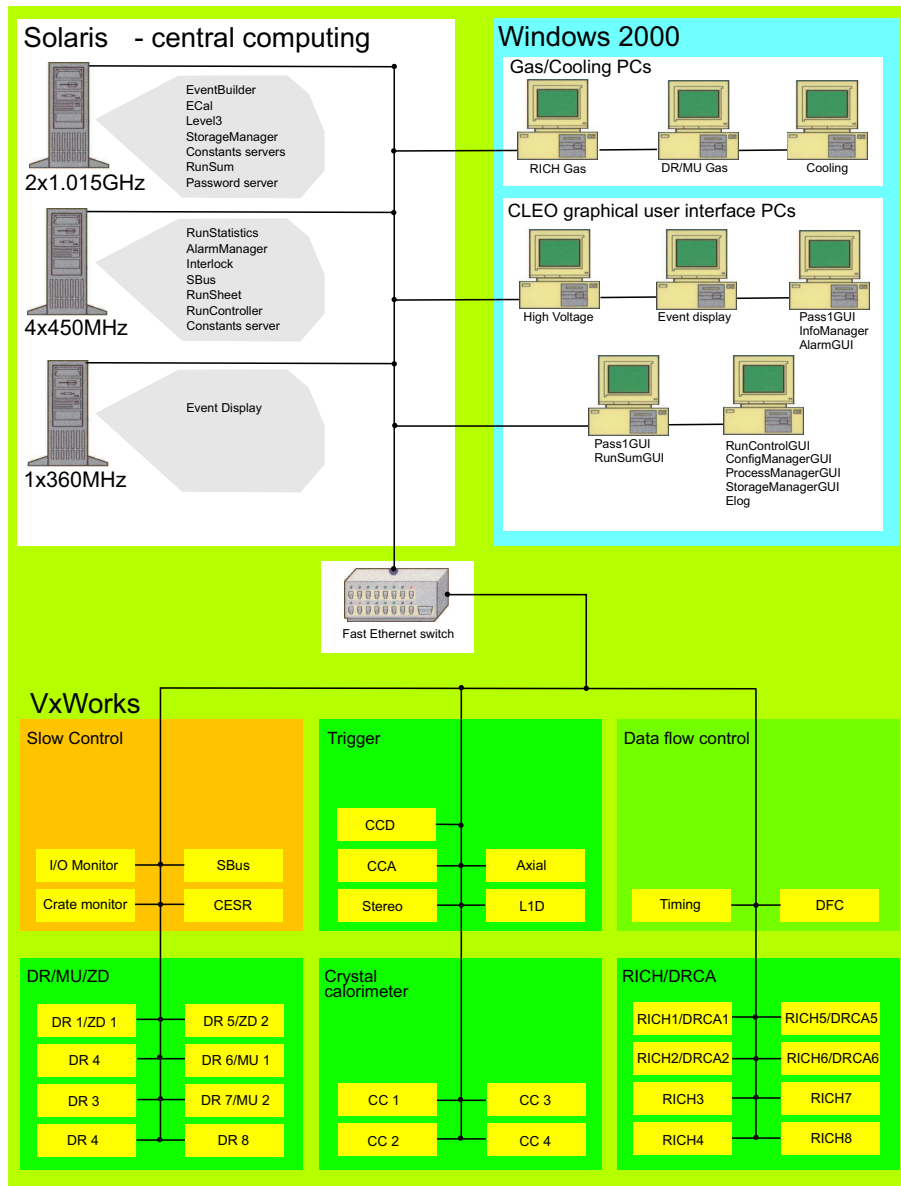 Solaris - central computing
EventBuilder
ECal
Level3
StorageManager
Constants servers
RunSum
Password server
2x1.015GHz
RunStatistics
AlarmManager
Interlock
SBus
RunSheet
RunController
Constants server
4x450MHz
Event Display
1x360MHz
Windows 2000
Gas/Cooling PCs
RICH Gas
DR/MU Gas
Cooling
CLEO graphical user interface PCs
High Voltage
Event display
Pass1GUI
InfoManager
AlarmGUI
Pass1GUI
RunSumGUI
RunControlGUI
ConfigManagerGUI
ProcessManagerGUI
StorageManagerGUI
Elog
Fast Ethernet switch
VxWorks
Slow Control
I/O Monitor
SBus
Crate monitor
CESR
Trigger
CCD
CCA
Axial
Stereo
L1D
Data flow control
Timing
DFC
DR/MU/ZD
DR 1/ZD 1
DR 5/ZD 2
DR 4
DR 6/MU 1
DR 3
DR 7/MU 2
DR 4
DR 8
Crystal
calorimeter
CC 1
CC 3
CC 2
CC 4
RICH/DRCA
RICH1/DRCA1
RICH5/DRCA5
RICH2/DRCA2
RICH6/DRCA6
RICH3
RICH7
RICH4
RICH8